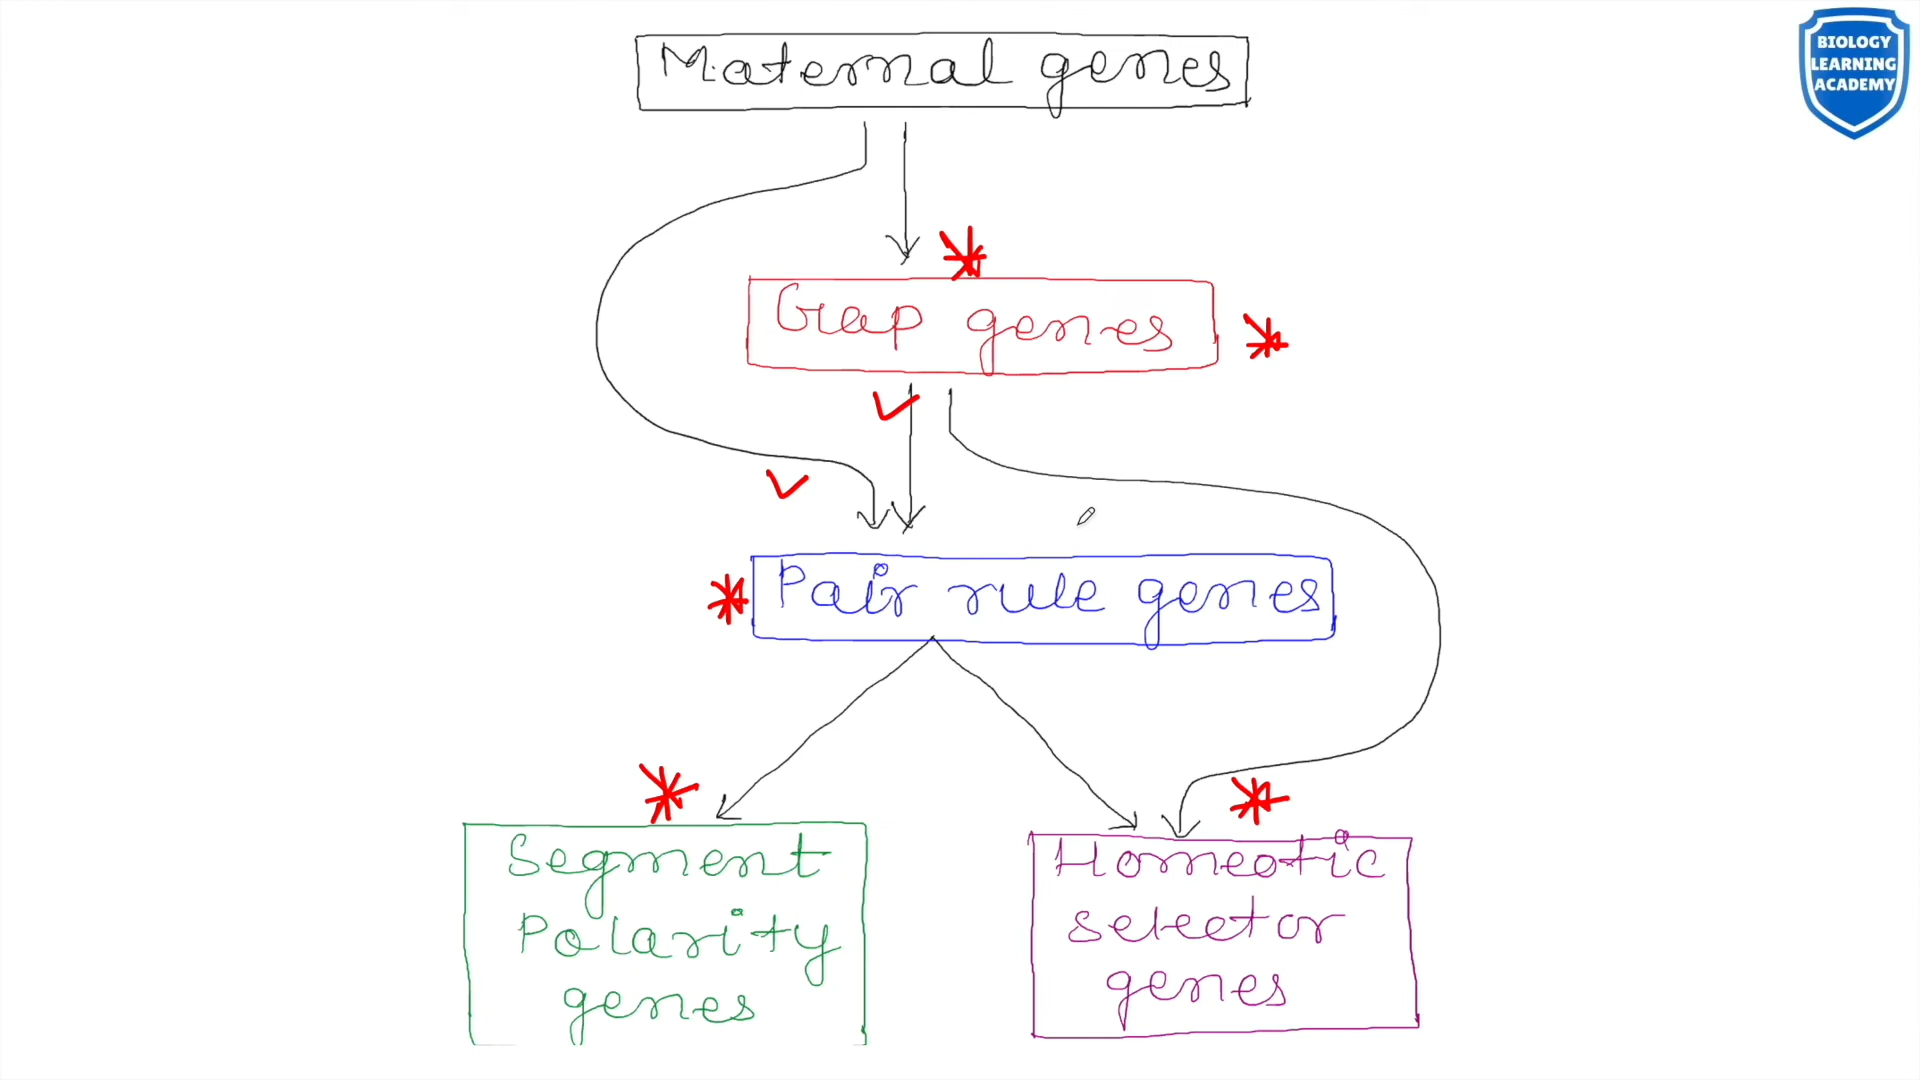 Maternal genes
BIOLOGY
LEARNING
ACADEMY
Gap genes
Pair rule genes
Segment
Polarity
genes
Homeotic
selector
genes